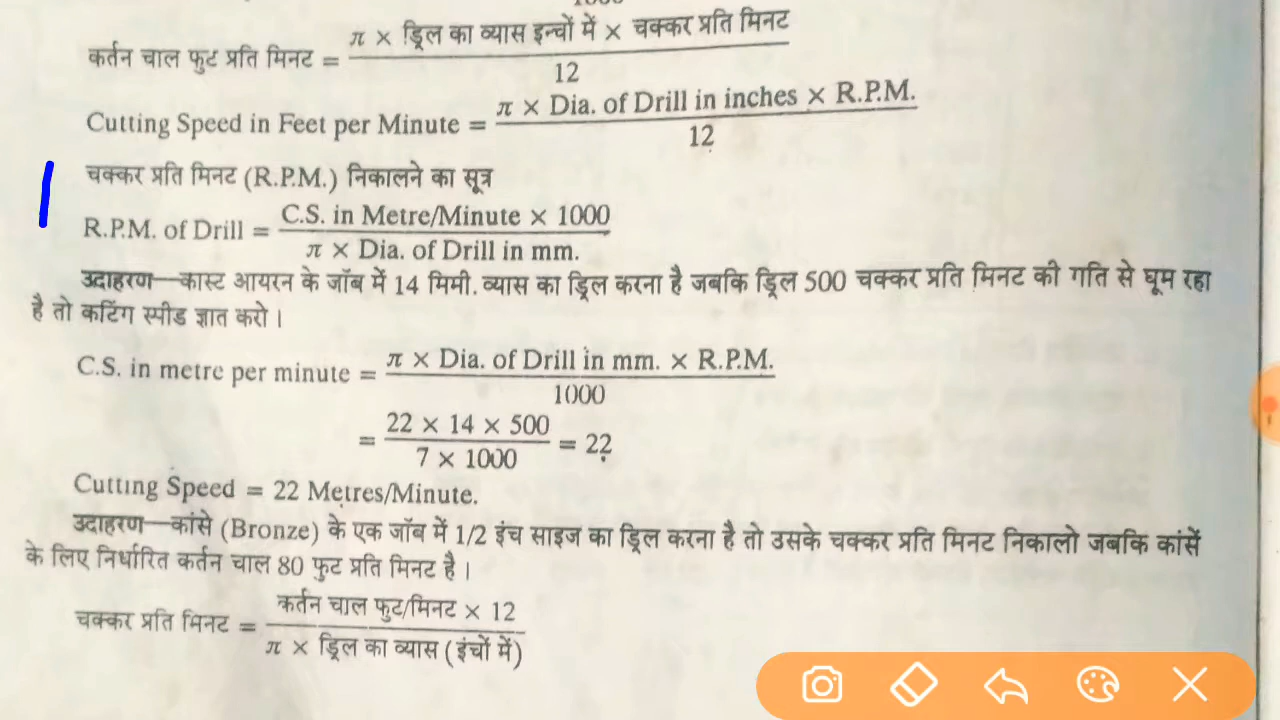 1000
कर्तन चाल फुट प्रति मिनट = π × ड्रिल का व्यास इन्चों में × चक्कर प्रति मिनट
12
Cutting Speed in Feet per Minute = π × Dia. of Drill in inches × R.P.M.
12
चक्कर प्रति मिनट (R.P.M.) निकालने का सूत्र
R.P.M. of Drill = C.S. in Metre/Minute × 1000
π × Dia. of Drill in mm.
उदाहरण—कास्ट आयरन के जॉब में 14 मिमी. व्यास का ड्रिल करना है जबकि ड्रिल 500 चक्कर प्रति मिनट की गति से घूम रहा
है तो कटिंग स्पीड ज्ञात करो।
C.S. in metre per minute = π × Dia. of Drill in mm. × R.P.M.
1000
= 22 × 14 × 500 = 22
7 × 1000
Cutting Speed = 22 Metres/Minute.
उदाहरण—कांसे (Bronze) के एक जॉब में 1/2 इंच साइज का ड्रिल करना है तो उसके चक्कर प्रति मिनट निकालो जबकि कांसें
के लिए निर्धारित कर्तन चाल 80 फुट प्रति मिनट है।
चक्कर प्रति मिनट = कर्तन चाल फुट/मिनट × 12
π × ड्रिल का व्यास (इंचों में)